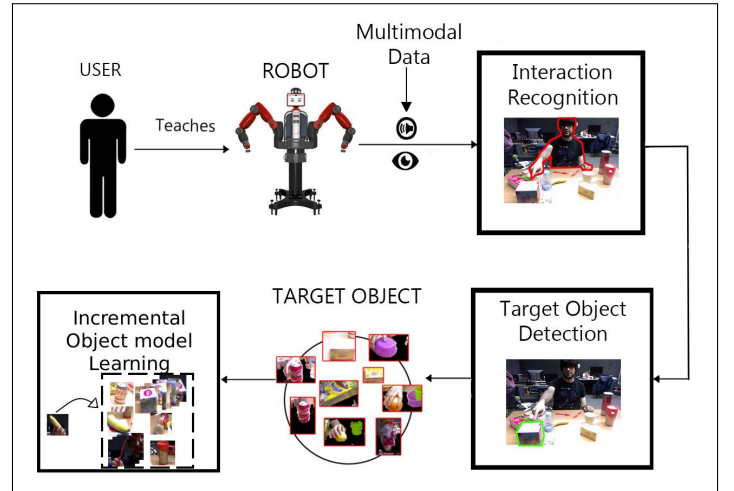 USER
Teaches
ROBOT
Multimodal
Data
Interaction
Recognition
Target Object
Detection
TARGET OBJECT
Incremental
Object model
Learning